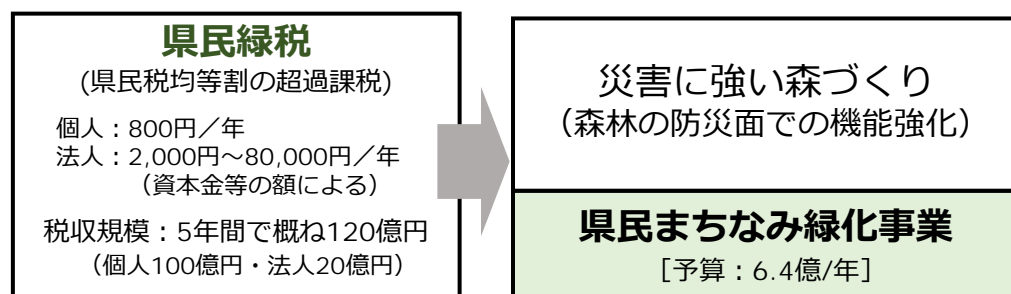 県民緑税
(県民税均等割の超過課税)
個人：800円／年
法人：2,000円～80,000円／年
（資本金等の額による）
税収規模：5年間で概ね120億円
（個人100億円・法人20億円）
災害に強い森づくり
（森林の防災面での機能強化）
県民まちなみ緑化事業
［予算：6.4億/年］